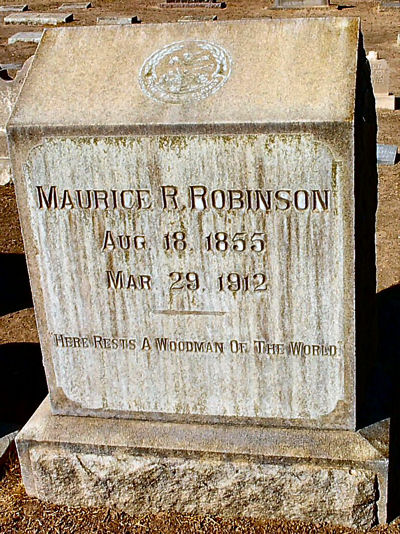 MAURICE R. ROBINSON
AUG. 18. 1855
MAR. 29. 1912
HERE RESTS A WOODMAN OF THE WORLD.